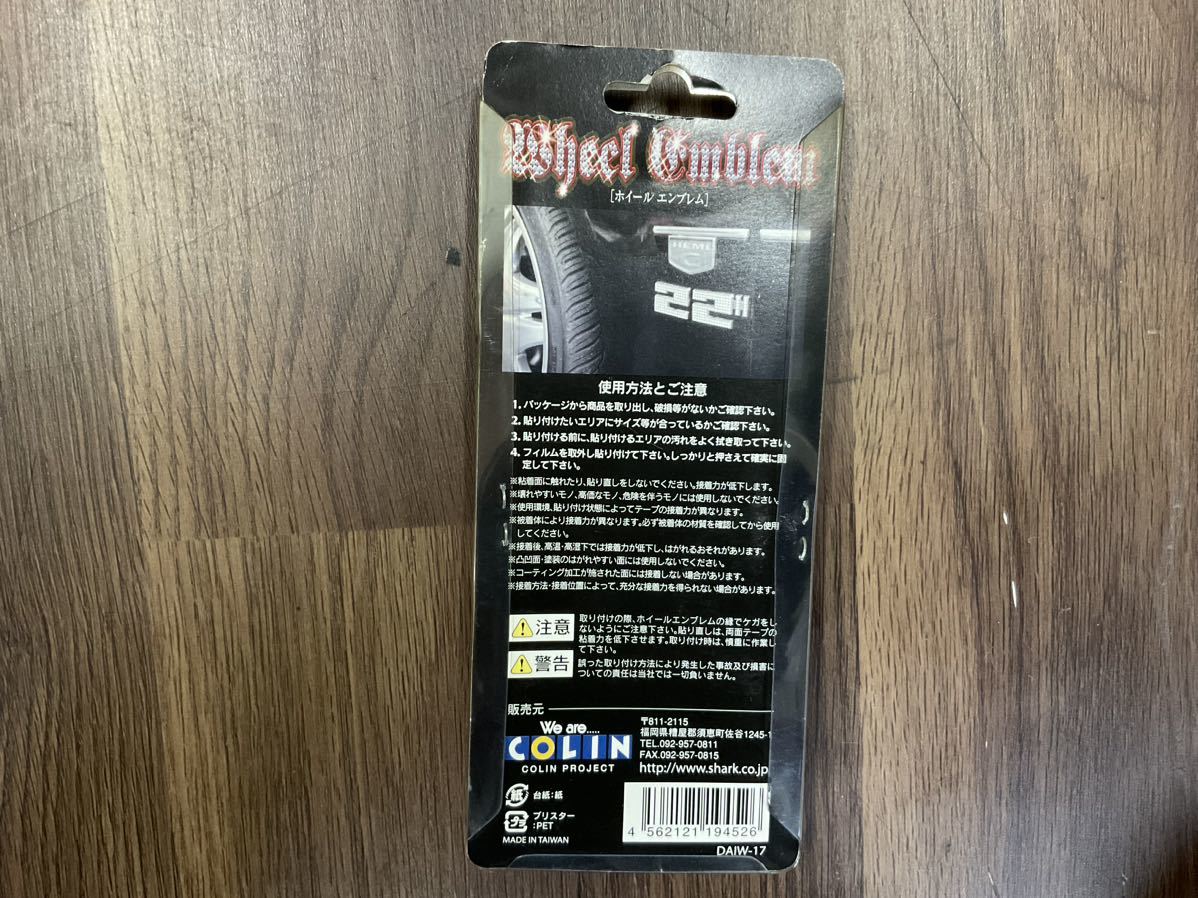 Wheel Emblem
[ホイール エンブレム]
HEMI
C
22"
使用方法とご注意
1. パッケージから商品を取り出し、破損等がないかご確認下さい。
2. 貼り付けたいエリアにサイズ等が合っているかご確認下さい。
3. 貼り付ける前に、貼り付けるエリアの汚れをよく拭き取って下さい。
4. フィルムを取外し貼り付けて下さい。しっかりと押さえて確実に固
定して下さい。
※粘着面に触れたり、貼り直しをしないでください。接着力が低下します。
※壊れやすいモノ、高価なモノ、危険を伴うモノには使用しないでください。
※使用環境、貼り付け状態によってテープの接着力が異なります。
※被着体により接着力が異なります。必ず被着体の材質を確認してから使用
してください。
※接着後、高温・高湿下では接着力が低下し、はがれるおそれがあります。
※凸凹面・塗装のはがれやすい面には使用しないでください。
※コーティング加工が施された面には接着しない場合があります。
※接着方法・接着位置によって、充分な接着力を得られない場合があります。
注意
取り付けの際、ホイールエンブレムの縁でケガをし
ないようにご注意下さい。貼り直しは、両面テープの
粘着力を低下させます。取り付け時は、慎重に作業し
て下さい。
警告
誤った取り付け方法により発生した事故及び損害に
ついての責任は当社では一切負いません。
販売元
We are.....
COLIN
COLIN PROJECT
〒811-2115
福岡県糟屋郡須恵町佐谷1245-1
TEL.092-957-0811
FAX.092-957-0815
http://www.shark.co.jp
紙
台紙:紙
プラ
ブリスター
:PET
MADE IN TAIWAN
4 562121 194526
DAIW-17